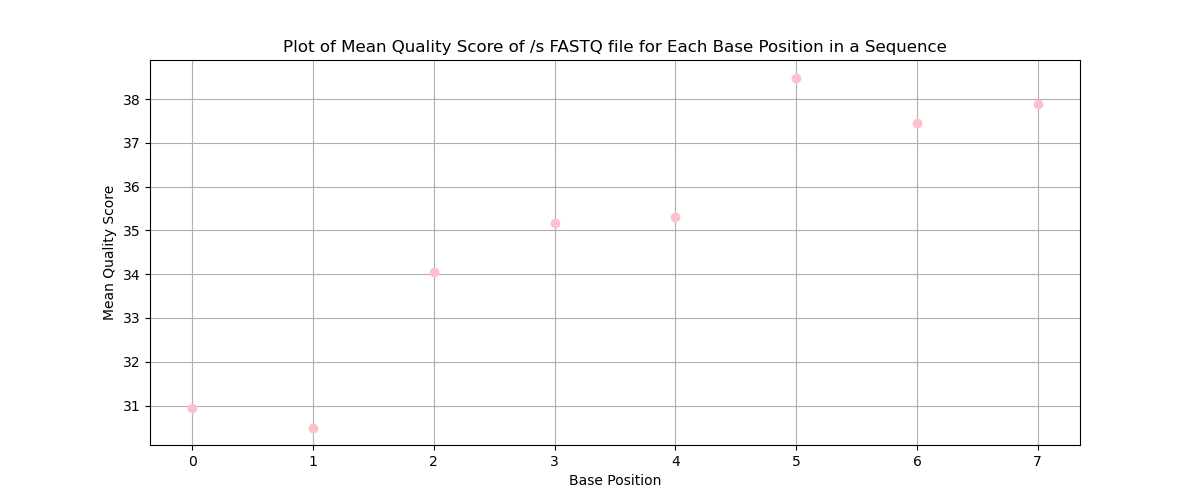 Plot of Mean Quality Score of /s FASTQ file for Each Base Position in a Sequence
Mean Quality Score
38
37
36
35
34
33
32
31
0 1 2 3 4 5 6 7
Base Position